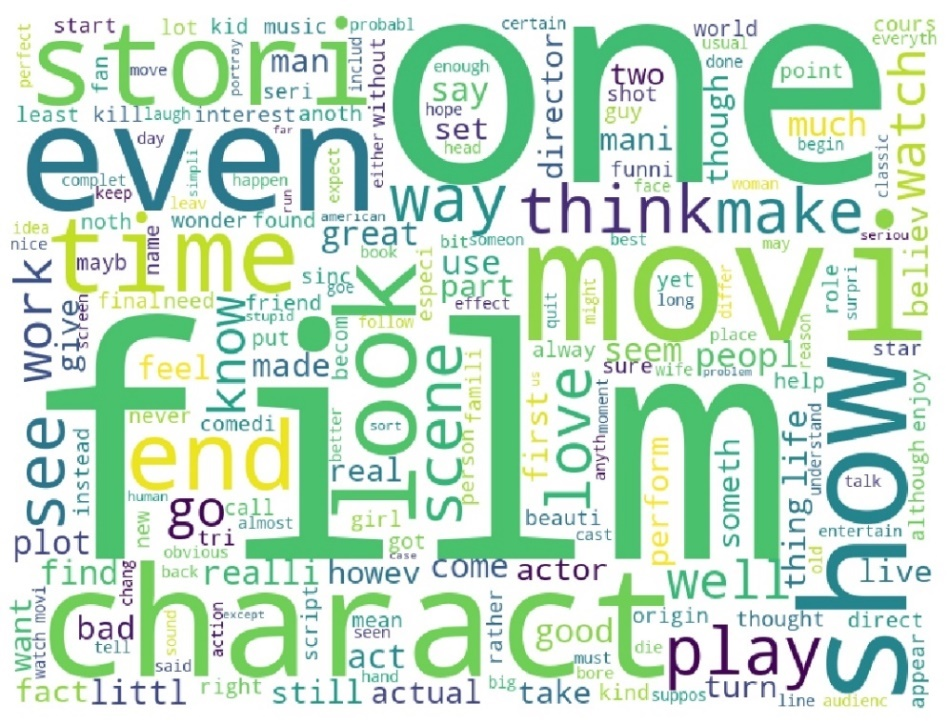 perfect
start
lot
kid
music
probabl
certain
world
cours
everyth
stori
one
fan
move
portray
man
seri
includ
without
enough
say
hope
set
head
director
two
shot
guy
mani
funni
usual
done
though
point
much
begin
classic
watch
least
kill
laugh
interest
anoth
even
day
simpli
far
either
complet
keep
leav
happen
run
expect
way
think
make
face
woman
idea
nice
noth
wonder
found
american
great
time
mayb
name
sinc
goe
book
especi
bit
someon
use
part
effect
best
movi
may
seriou
yet
long
differ
quit
might
role
surpri
believ
work
give
screen
final
need
friend
stupid
put
know
look
follow
becom
film
feel
made
never
comedi
scene
famili
person
alway
seem
sure
place
peopl
reason
wife
problem
help
star
first
us
love
anyth
moment
see
instead
end
human
better
sort
real
perform
someth
thing
life
understand
show
talk
although
enjoy
plot
new
go
call
tri
almost
obvious
girl
got
case
beauti
cast
old
entertain
find
chang
back
realli
howev
come
actor
well
live
charact
want
watch movi
bad
tell
sound
said
action
except
script
mean
seen
act
hand
rather
big
good
must
bore
die
kind
origin
thought
direct
play
suppos
turn
line
audienc
appear
fact
littl
right
still
actual
take